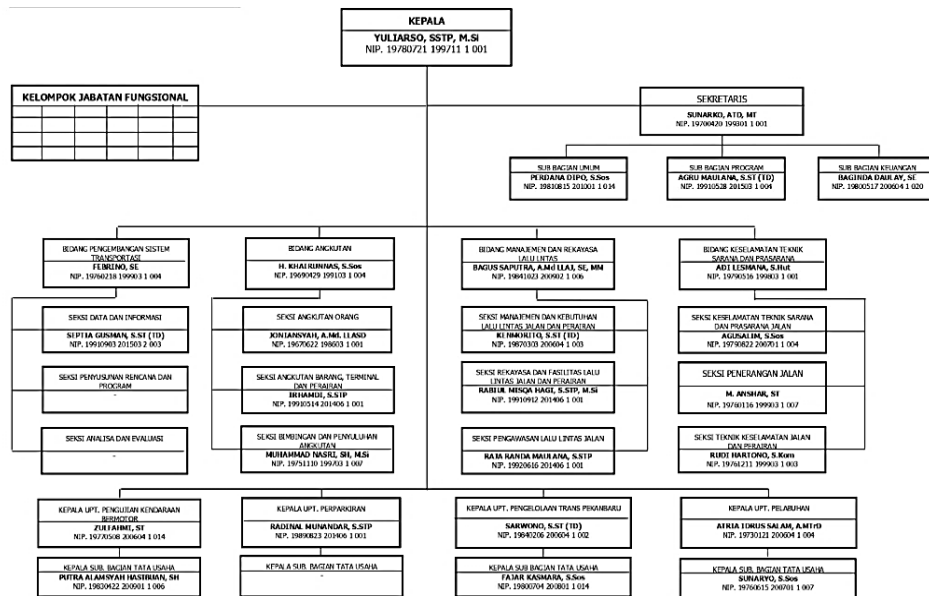 KEPALA
YULIARSO, SSTP, M.Si
NIP. 19780721 199711 1 001
KELOMPOK JABATAN FUNGSIONAL
SEKRETARIS
SUNARKO, ATD, MT
NIP. 19700420 199301 1 001
SUB BAGIAN UMUM
PERDANA DIPO, S.Sos
NIP. 19810815 201001 1 014
SUB BAGIAN PROGRAM
AGRU MAULANA, S.ST (TD)
NIP. 19910528 201503 1 004
SUB BAGIAN KEUANGAN
BAGINDA DAULAY, SE
NIP. 19800517 200604 1 020
BIDANG PENGEMBANGAN SISTEM
TRANSPORTASI
FEBRINO, SE
NIP. 19760218 199903 1 004
BIDANG ANGKUTAN
H. KHAIRUNNAS, S.Sos
NIP. 19690429 199103 1 004
BIDANG MANAJEMEN DAN REKAYASA
LALU LINTAS
BAGUS SAPUTRA, A.Md LLAJ, SE, MM
NIP. 19841023 200902 1 006
BIDANG KESELAMATAN TEKNIK
SARANA DAN PRASARANA
ADI LESMANA, S.Hut
NIP. 19790516 199803 1 001
SEKSI DATA DAN INFORMASI
SEPTIA GUSMAN, S.ST (TD)
NIP. 19910903 201503 2 003
SEKSI ANGKUTAN ORANG
JONIANSYAH, A.Md. LLASD
NIP. 19670622 198603 1 001
SEKSI MANAJEMEN DAN KEBUTUHAN
LALU LINTAS JALAN DAN PERAIRAN
KENMORITO, S.ST (TD)
NIP. 19870303 200604 1 003
SEKSI KESELAMATAN TEKNIK SARANA
DAN PRASARANA JALAN
AGUSALIM, S.Sos
NIP. 19790822 200701 1 004
SEKSI PENYUSUNAN RENCANA DAN
PROGRAM
-
SEKSI ANGKUTAN BARANG, TERMINAL
DAN PERAIRAN
IRHAMDI, S.STP
NIP. 19910514 201406 1 001
SEKSI REKAYASA DAN FASILITAS LALU
LINTAS JALAN DAN PERAIRAN
RABIUL MISQA HAGI, S.STP, M.Si
NIP. 19910912 201406 1 001
SEKSI PENERANGAN JALAN
M. ANSHAR, ST
NIP. 19760116 199903 1 007
SEKSI ANALISA DAN EVALUASI
-
SEKSI BIMBINGAN DAN PENYULUHAN
ANGKUTAN
MUHAMMAD NASRI, SH, M.Si
NIP. 19751110 199703 1 007
SEKSI PENGAWASAN LALU LINTAS JALAN
RAJA RANDA MAULANA, S.STP
NIP. 19920616 201406 1 001
SEKSI TEKNIK KESELAMATAN JALAN
DAN PERAIRAN
RUDI HARTONO, S.Kom
NIP. 19761211 199903 1 003
KEPALA UPT. PENGUJIAN KENDARAAN
BERMOTOR
ZULFAHMI, ST
NIP. 19770508 200604 1 014
KEPALA UPT. PERPARKIRAN
RADINAL MUNANDAR, S.STP
NIP. 19890823 201406 1 001
KEPALA UPT. PENGELOLAAN TRANS PEKANBARU
SARWONO, S.ST (TD)
NIP. 19840206 200604 1 002
KEPALA UPT. PELABUHAN
ATRIA IDRUS SALAM, A.MTrD
NIP. 19730121 200604 1 004
KEPALA SUB. BAGIAN TATA USAHA
PUTRA ALAMSYAH HASIBUAN, SH
NIP. 19830422 200901 1 006
KEPALA SUB. BAGIAN TATA USAHA
-
KEPALA SUB. BAGIAN TATA USAHA
FAJAR KASMARA, S.Sos
NIP. 19800704 200801 1 014
KEPALA SUB. BAGIAN TATA USAHA
SUNARYO, S.Sos
NIP. 19760615 200701 1 007